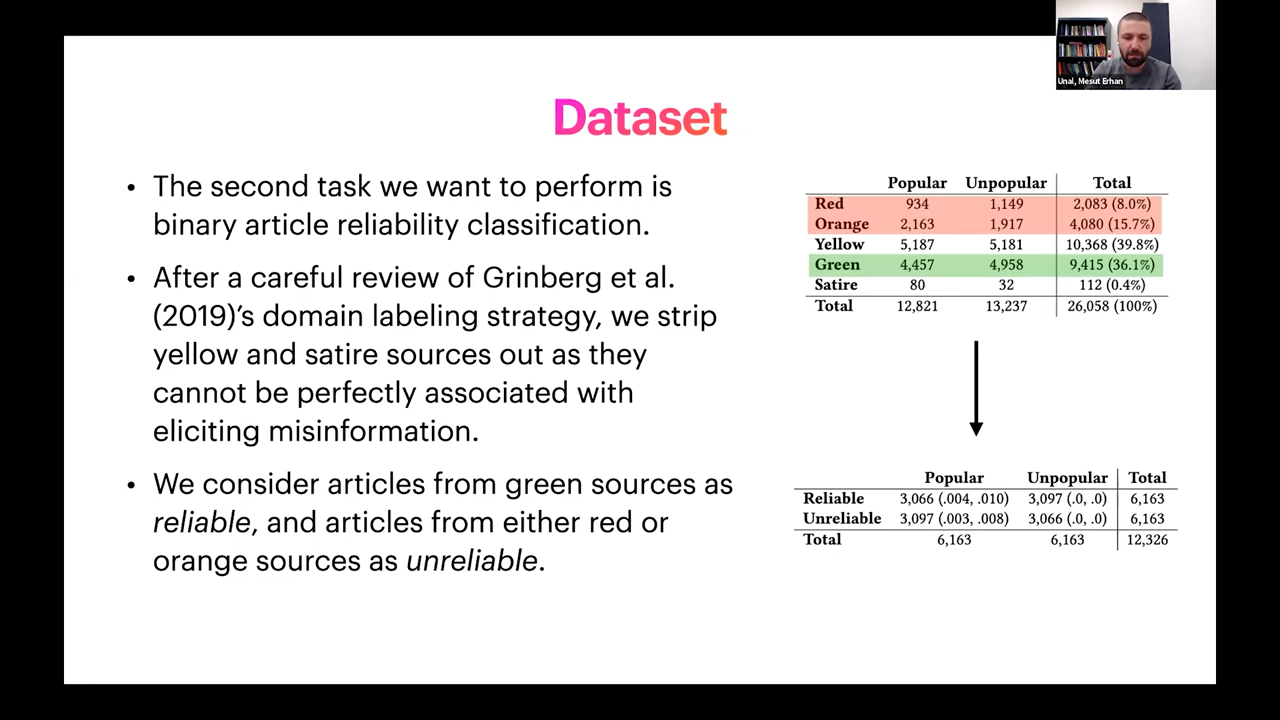 Unal, Mesut Erhan
Dataset
• The second task we want to perform is
binary article reliability classification.
• After a careful review of Grinberg et al.
(2019)’s domain labeling strategy, we strip
yellow and satire sources out as they
cannot be perfectly associated with
eliciting misinformation.
• We consider articles from green sources as
reliable, and articles from either red or
orange sources as unreliable.
Popular Unpopular Total
Red 934 1,149 2,083 (8.0%)
Orange 2,163 1,917 4,080 (15.7%)
Yellow 5,187 5,181 10,368 (39.8%)
Green 4,457 4,958 9,415 (36.1%)
Satire 80 32 112 (0.4%)
Total 12,821 13,237 26,058 (100%)
Popular Unpopular Total
Reliable 3,066 (.004, .010) 3,097 (.0, .0) 6,163
Unreliable 3,097 (.003, .008) 3,066 (.0, .0) 6,163
Total 6,163 6,163 12,326